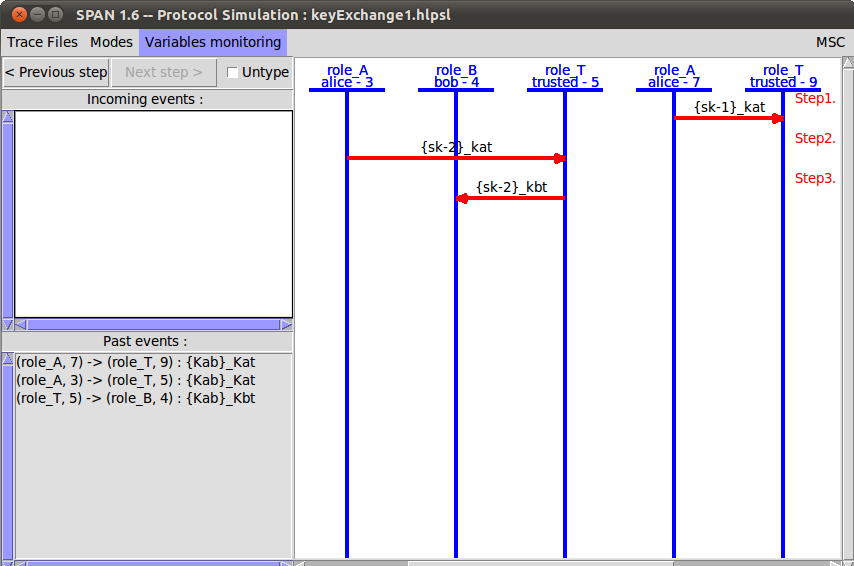 SPAN 1.6 -- Protocol Simulation : keyExchange1.hlpsl
Trace Files Modes Variables monitoring MSC
< Previous step Next step > Untype
Incoming events :
Past events :
(role_A, 7) -> (role_T, 9) : {Kab}_Kat
(role_A, 3) -> (role_T, 5) : {Kab}_Kat
(role_T, 5) -> (role_B, 4) : {Kab}_Kbt
role_A role_B role_T role_A role_T
alice - 3 bob - 4 trusted - 5 alice - 7 trusted - 9
Step1.
{sk-1}_kat
Step2.
{sk-2}_kat
Step3.
{sk-2}_kbt